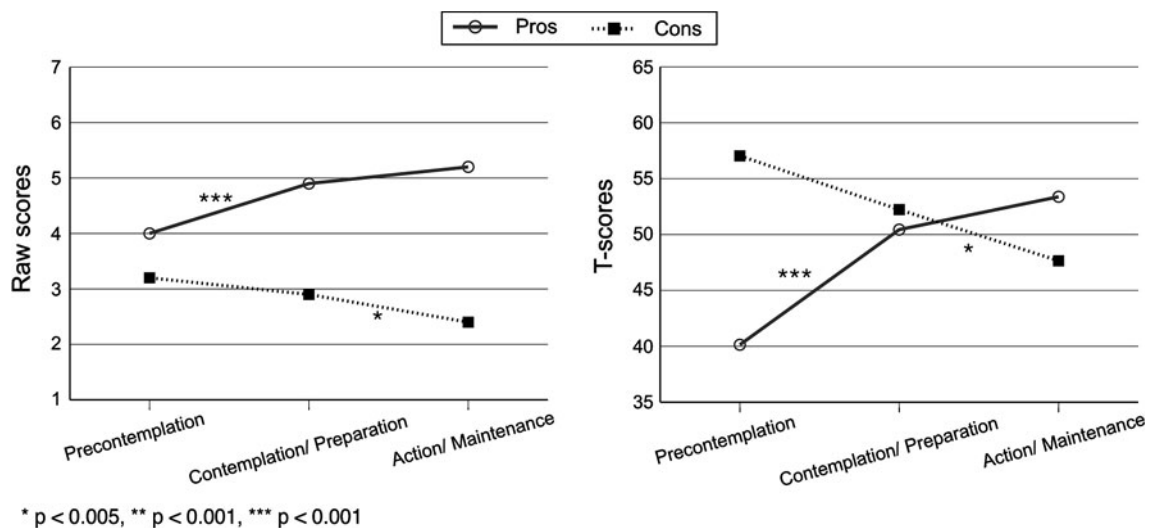 Pros Cons
Raw scores
7
6
5
4
3
2
1
***
*
Precontemplation
Contemplation/ Preparation
Action/ Maintenance
T-scores
65
60
55
50
45
40
35
***
*
Precontemplation
Contemplation/ Preparation
Action/ Maintenance
* p < 0.005, ** p < 0.001, *** p < 0.001